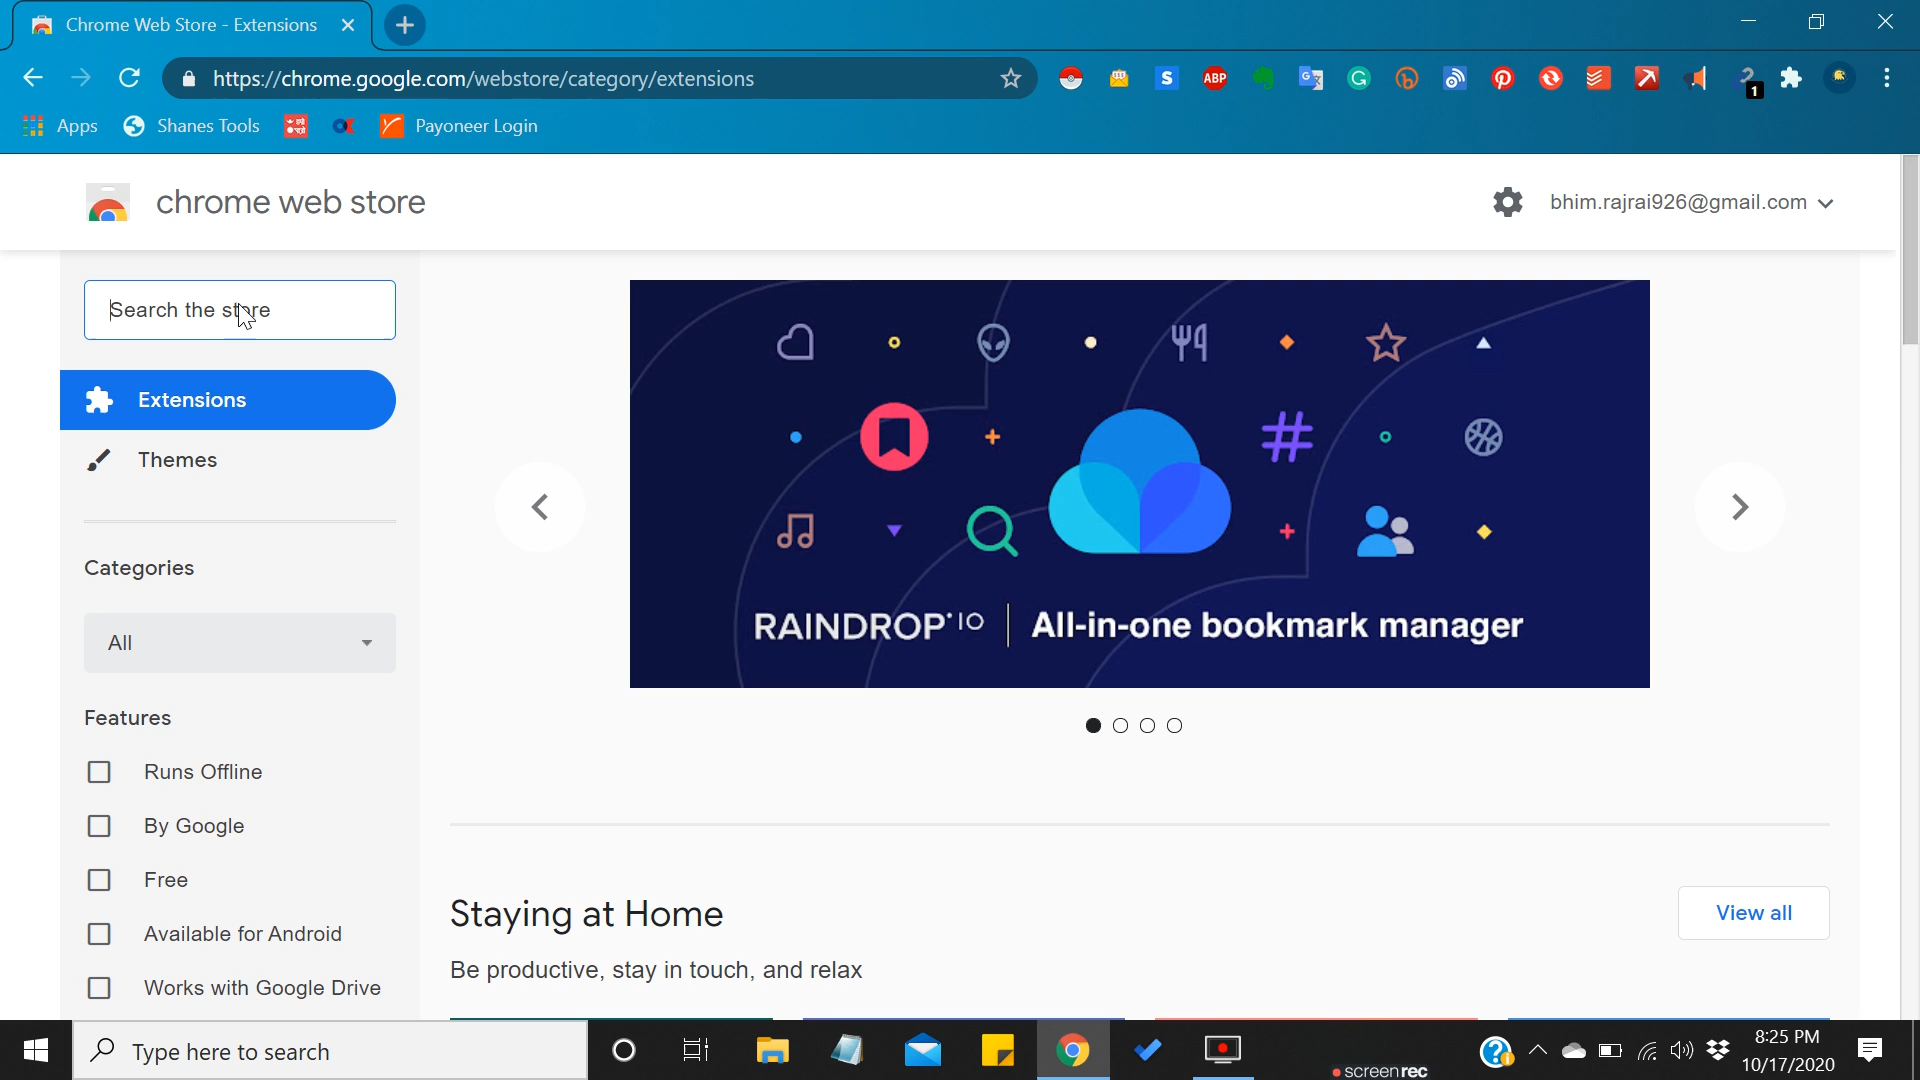 Chrome Web Store - Extensions
https://chrome.google.com/webstore/category/extensions
S
ABP
1
Apps
Shanes Tools
Payoneer Login
chrome web store
bhim.rajrai926@gmail.com
Search the store
Extensions
Themes
Categories
All
Features
Runs Offline
By Google
Free
Available for Android
Works with Google Drive
RAINDROP.IO | All-in-one bookmark manager
Staying at Home
View all
Be productive, stay in touch, and relax
Type here to search
screenrec
8:25 PM
10/17/2020